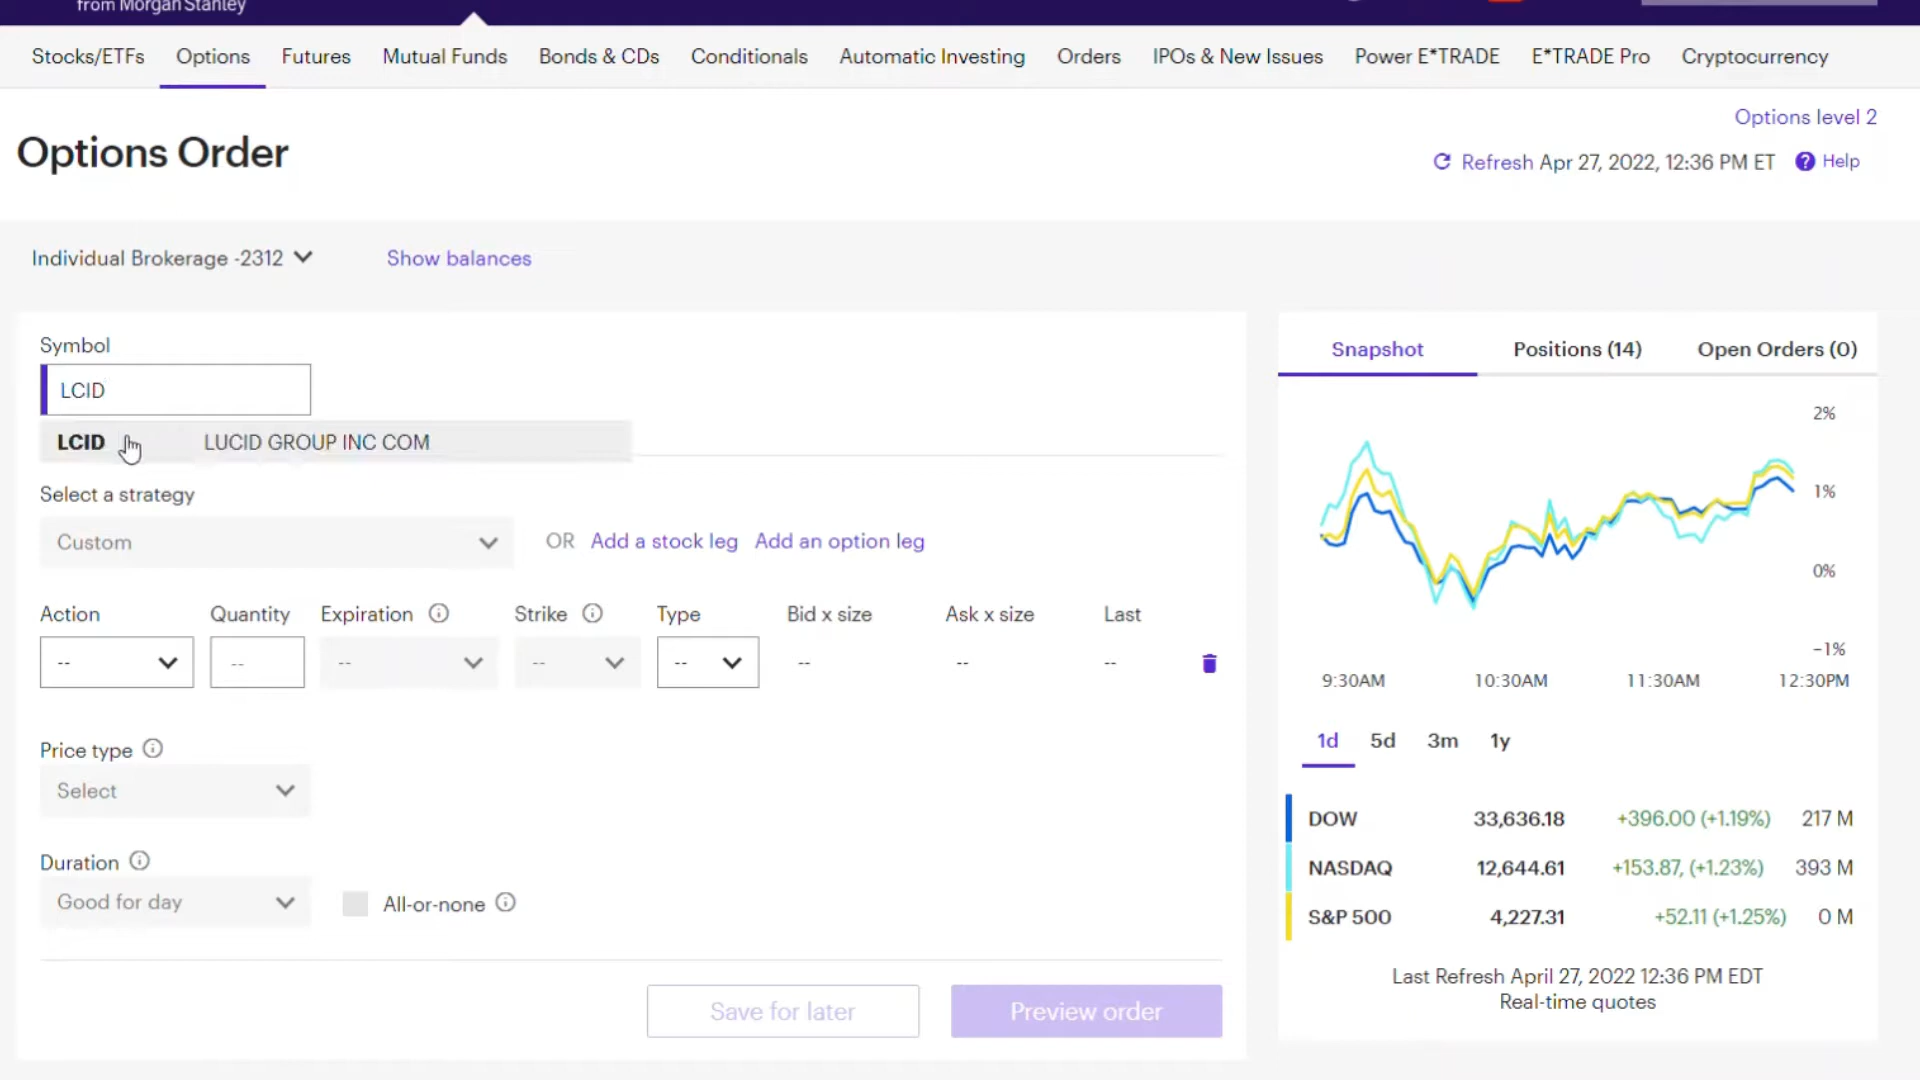 from Morgan Stanley
Stocks/ETFs Options Futures Mutual Funds Bonds & CDs Conditionals Automatic Investing Orders IPOs & New Issues Power E*TRADE E*TRADE Pro Cryptocurrency
Options level 2
Options Order
Refresh Apr 27, 2022, 12:36 PM ET ? Help
Individual Brokerage -2312 Show balances
Symbol
LCID
LCID LUCID GROUP INC COM
Select a strategy
Custom OR Add a stock leg Add an option leg
Action Quantity Expiration Strike Type Bid x size Ask x size Last
-- -- -- -- -- -- -- --
Price type
Select
Duration
Good for day All-or-none
Save for later Preview order
Snapshot Positions (14) Open Orders (0)
2%
1%
0%
-1%
9:30AM 10:30AM 11:30AM 12:30PM
1d 5d 3m 1y
DOW 33,636.18 +396.00 (+1.19%) 217 M
NASDAQ 12,644.61 +153.87, (+1.23%) 393 M
S&P 500 4,227.31 +52.11 (+1.25%) 0 M
Last Refresh April 27, 2022 12:36 PM EDT
Real-time quotes